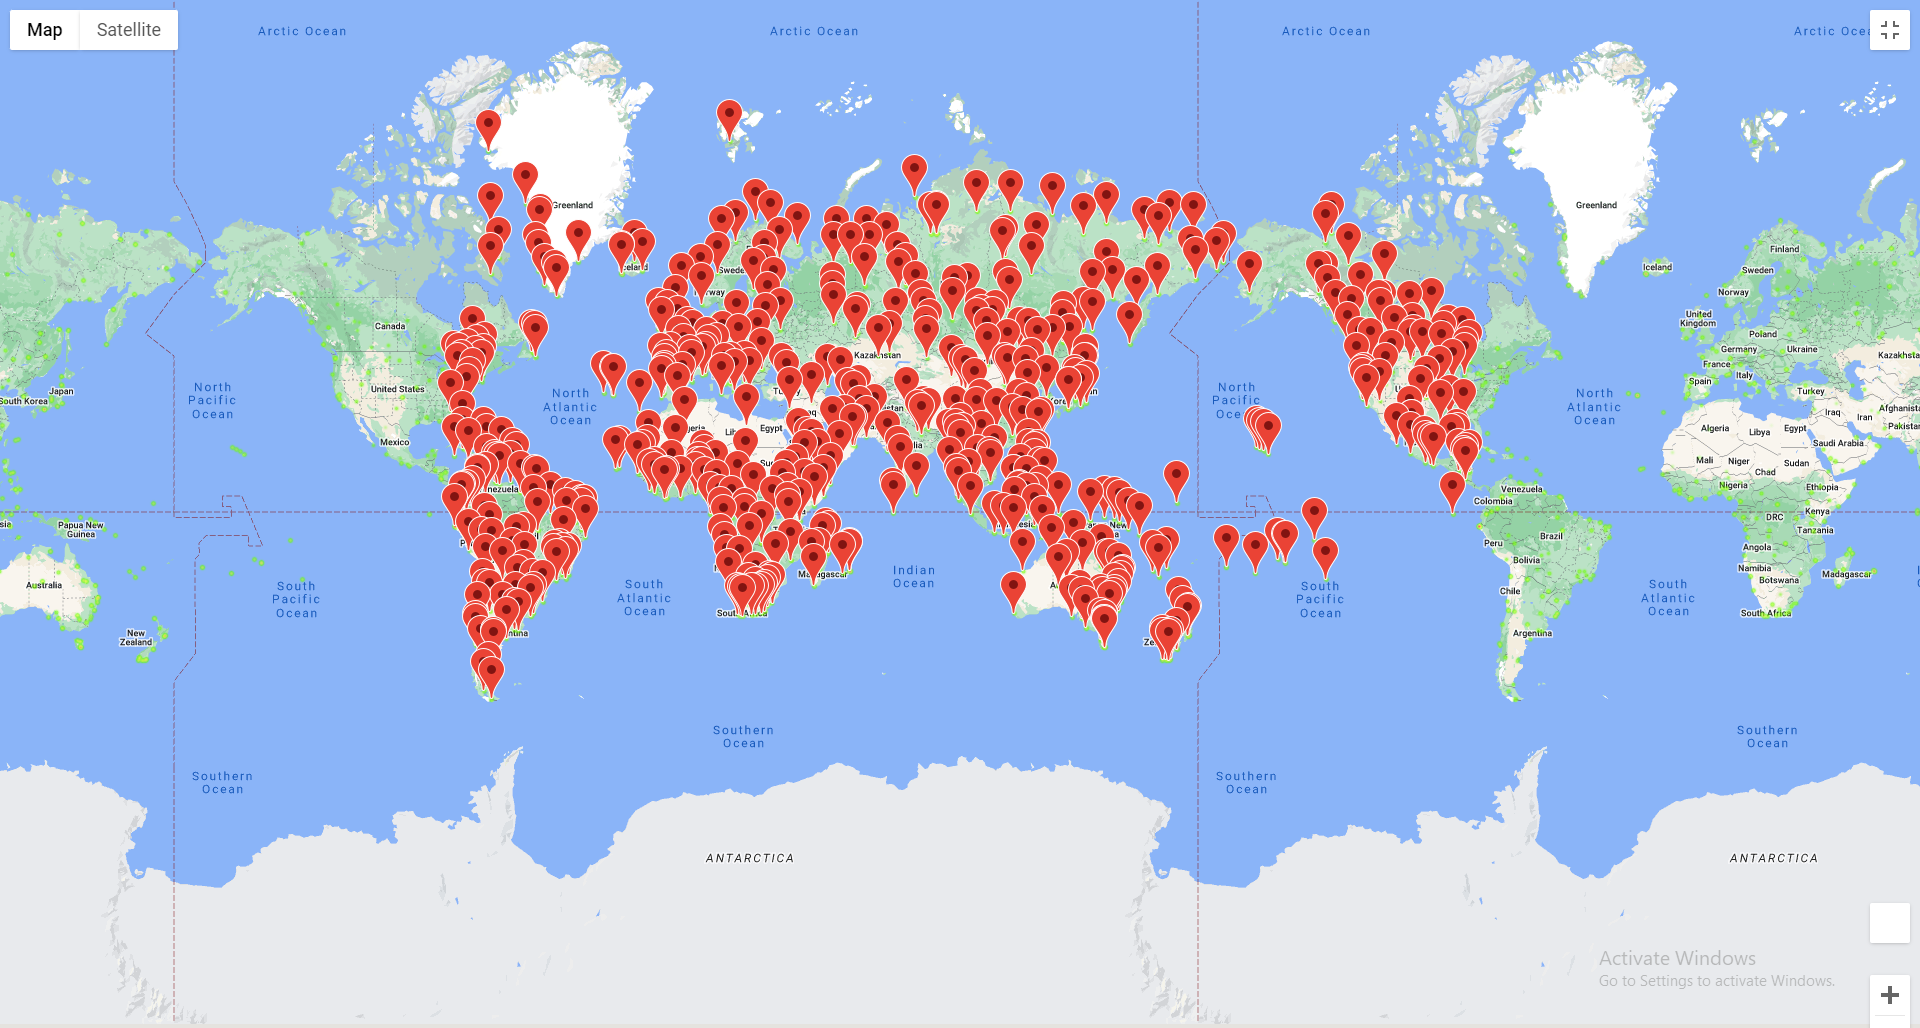 Map
Satellite
Arctic Ocean
Arctic Ocean
Arctic Ocean
Arctic Ocea
Greenland
Greenland
Finland
Iceland
Sweden
Norway
Swede
Norway
Canada
United
Kingdom
Poland
Germany
Ukraine
France
Italy
Kazakhsta
Kazakhstan
Spain
Turkey
Japan
South Korea
United States
North
Pacific
Ocean
North
Atlantic
Ocean
North
Pacific
North
Atlantic
Ocean
Iraq
Iran
Afghanista
Pakistan
Algeria
Libya
Egypt
Saudi Arabia
Egypt
Mexico
Mali
Niger
Chad
Sudan
Nigeria
Ethiopia
Venezuela
Colombia
nezuela
Papua New
Guinea
DRC
Kenya
Tanzania
Peru
Brazil
Bolivia
Angola
Namibia
Botswana
Madagascar
Madagascar
Indian
Ocean
Australia
South
Pacific
Ocean
South
Atlantic
Ocean
South
Pacific
Ocean
Chile
South
Atlantic
Ocean
South Africa
New
Zealand
Argentina
Southern
Ocean
Southern
Ocean
Southern
Ocean
Southern
Ocean
ANTARCTICA
ANTARCTICA
Activate Windows
Go to Settings to activate Windows.